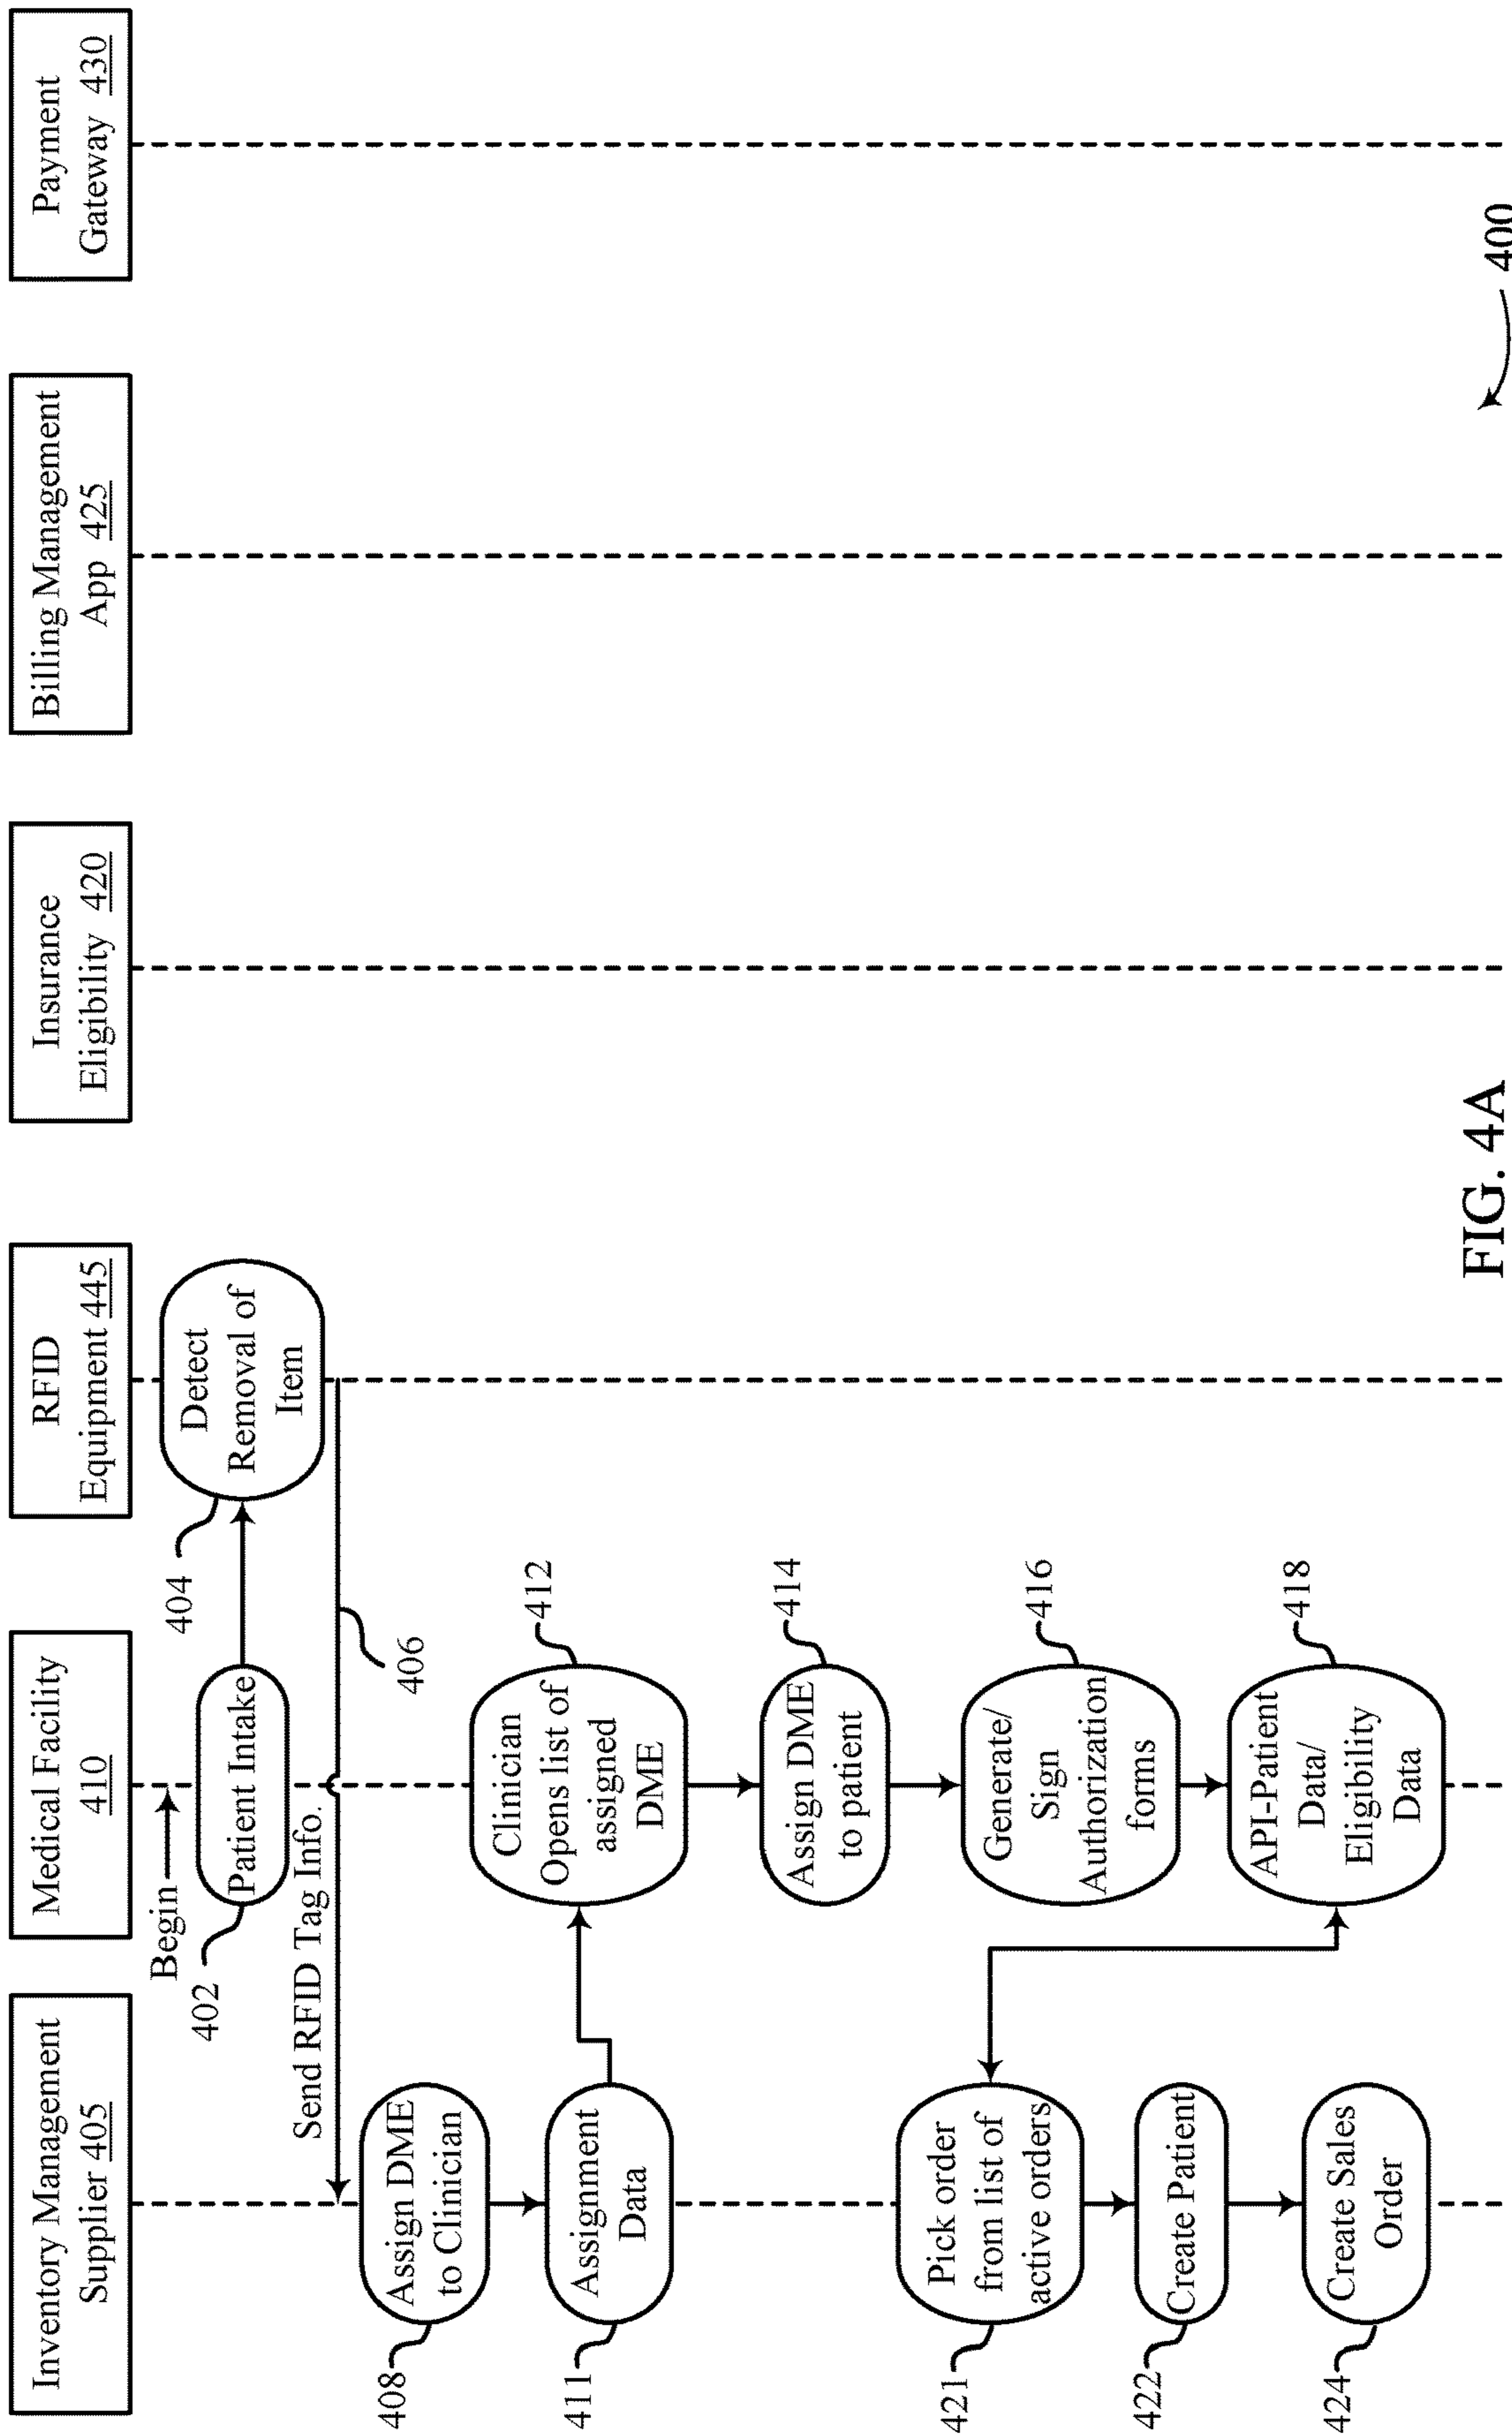 Inventory Management
Supplier 405
Medical Facility
410
RFID
Equipment 445
Insurance
Eligibility 420
Billing Management
App 425
Payment
Gateway 430
Begin
402
Patient Intake
404
Detect
Removal of
Item
Send RFID Tag Info.
406
408
Assign DME
to Clinician
411
Assignment
Data
Clinician
Opens list of
assigned
DME
412
Assign DME
to patient
414
Generate/
Sign
Authorization
forms
416
API-Patient
Data/
Eligibility
Data
418
421
Pick order
from list of
active orders
422
Create Patient
424
Create Sales
Order
400
FIG. 4A